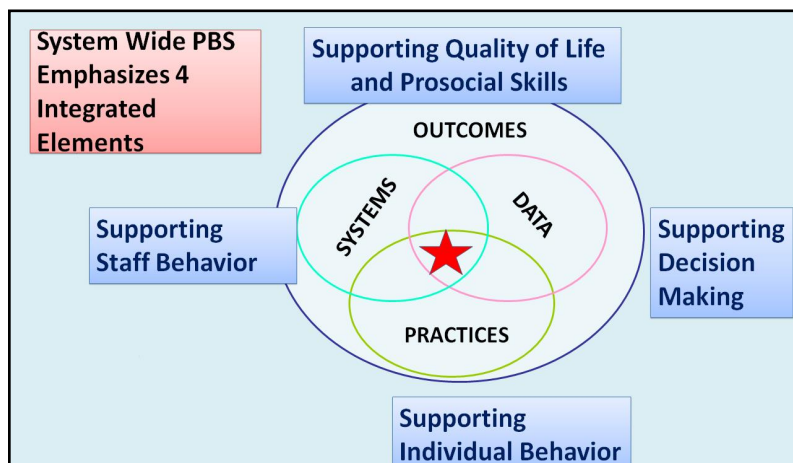 System Wide PBS
Emphasizes 4
Integrated
Elements
Supporting Quality of Life
and Prosocial Skills
OUTCOMES
SYSTEMS
DATA
Supporting
Staff Behavior
Supporting
Decision
Making
PRACTICES
Supporting
Individual Behavior